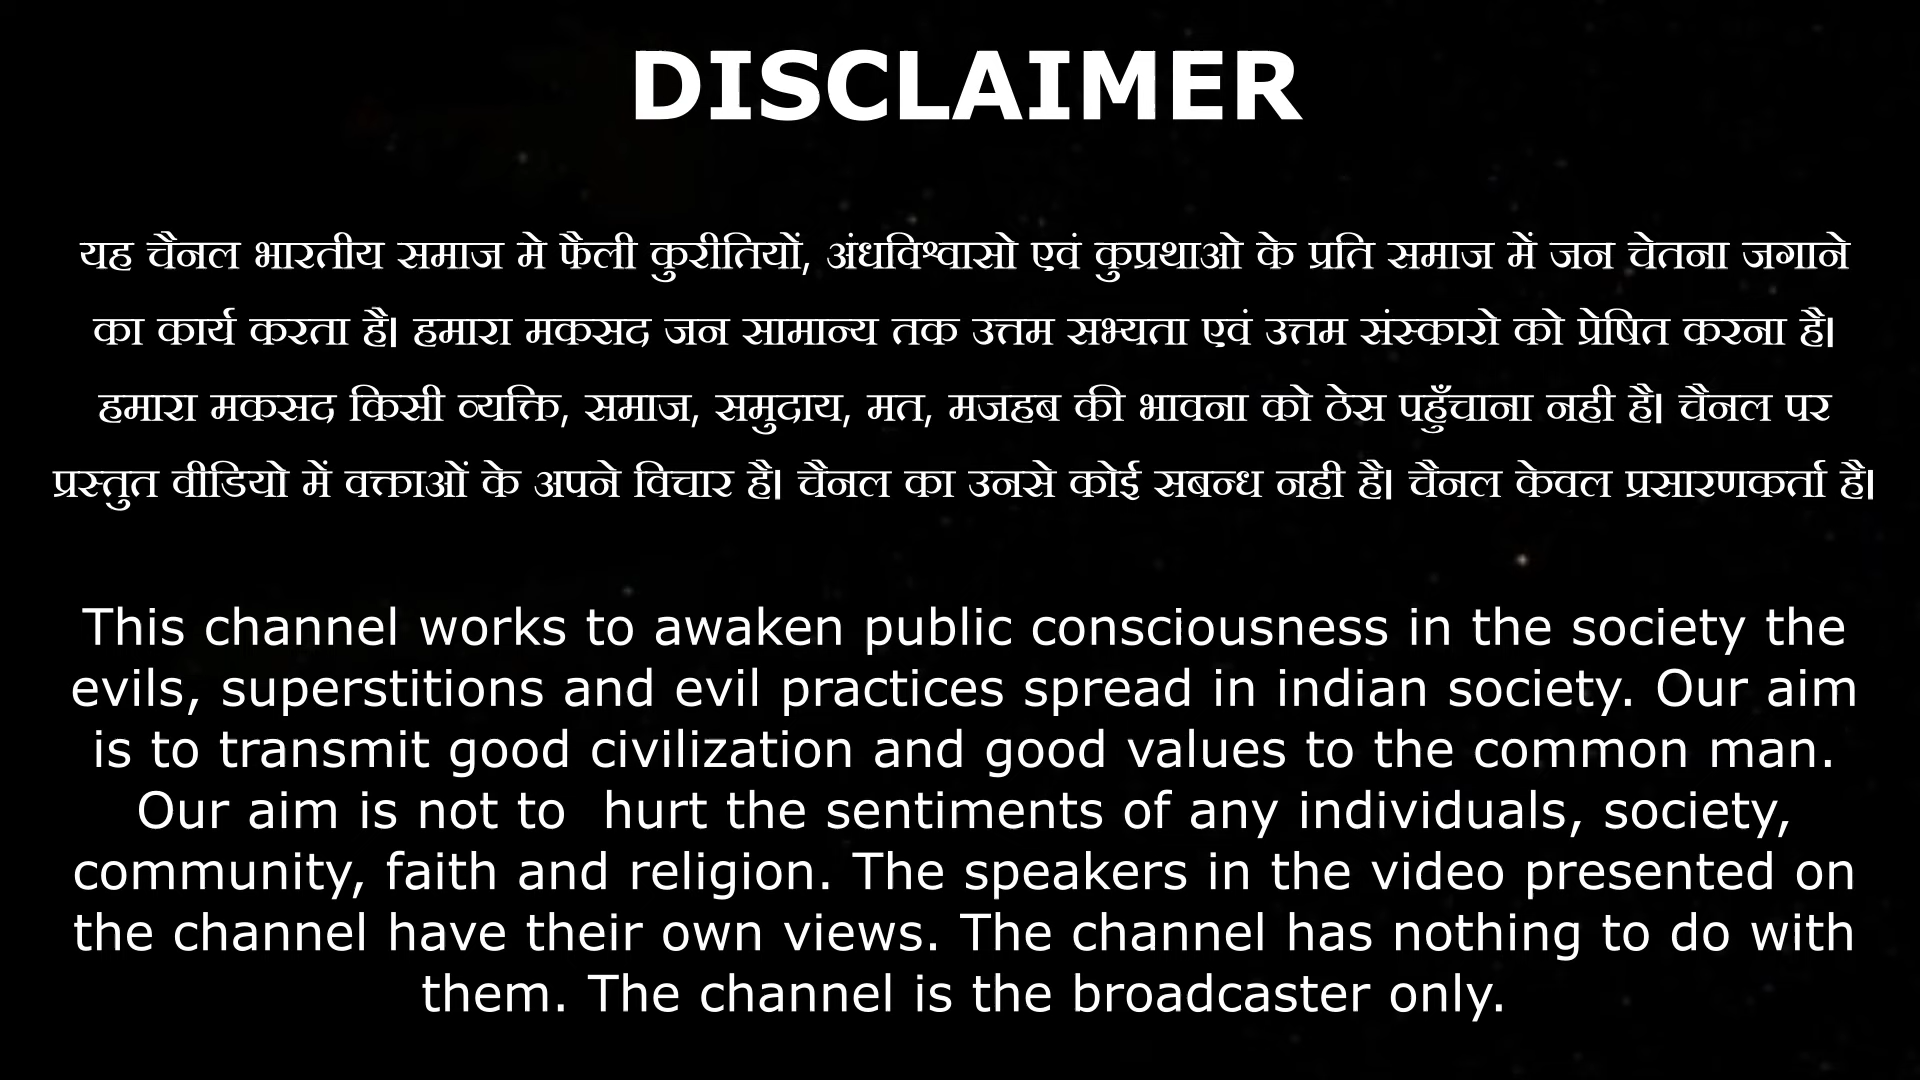 DISCLAIMER
यह चैनल भारतीय समाज मे फैली कुरीतियों, अंधविश्वासो एवं कुप्रथाओ के प्रति समाज में जन चेतना जगाने
का कार्य करता है। हमारा मकसद जन सामान्य तक उत्तम सभ्यता एवं उत्तम संस्कारो को प्रेषित करना है।
हमारा मकसद किसी व्यक्ति, समाज, समुदाय, मत, मजहब की भावना को ठेस पहुँचाना नही है। चैनल पर
प्रस्तुत वीडियो में वक्ताओं के अपने विचार है। चैनल का उनसे कोई सबन्ध नही है। चैनल केवल प्रसारणकर्ता है।
This channel works to awaken public consciousness in the society the
evils, superstitions and evil practices spread in indian society. Our aim
is to transmit good civilization and good values to the common man.
Our aim is not to  hurt the sentiments of any individuals, society,
community, faith and religion. The speakers in the video presented on
the channel have their own views. The channel has nothing to do with
them. The channel is the broadcaster only.